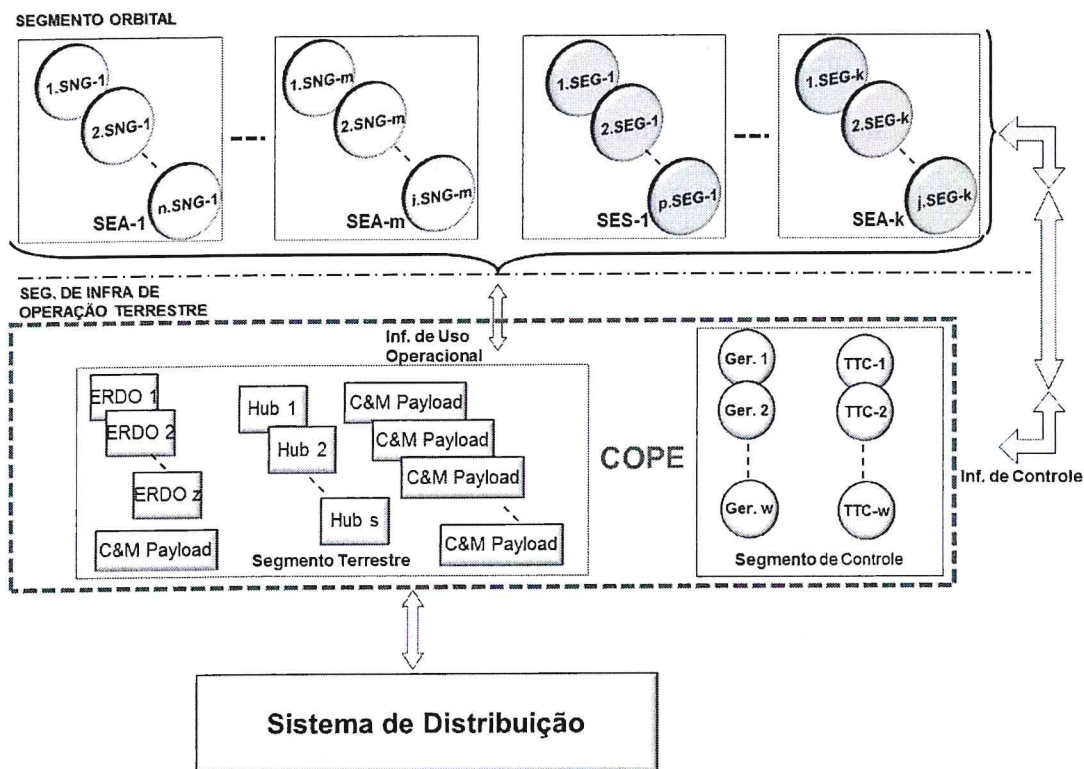 SEGMENTO ORBITAL
1.SNG-1
2.SNG-1
n.SNG-1
SEA-1
1.SNG-m
2.SNG-m
i.SNG-m
SEA-m
1.SEG-1
2.SEG-1
p.SEG-1
SES-1
1.SEG-k
2.SEG-k
j.SEG-k
SEA-k
SEG. DE INFRA DE
OPERAÇÃO TERRESTRE
Inf. de Uso
Operacional
ERDO 1
ERDO 2
ERDO z
C&M Payload
Hub 1
Hub 2
Hub s
C&M Payload
C&M Payload
C&M Payload
C&M Payload
Segmento Terrestre
COPE
Ger. 1
Ger. 2
Ger. w
TTC-1
TTC-2
TTC-w
Segmento de Controle
Inf. de Controle
Sistema de Distribuição